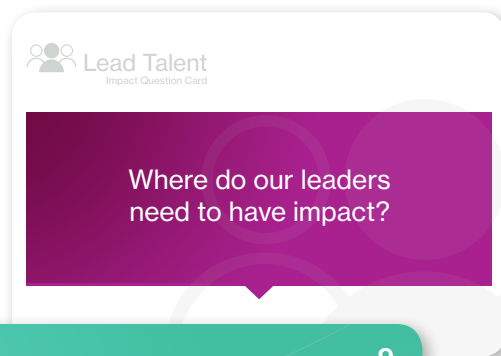 Lead Talent
Impact Question Card
Where do our leaders
need to have impact?